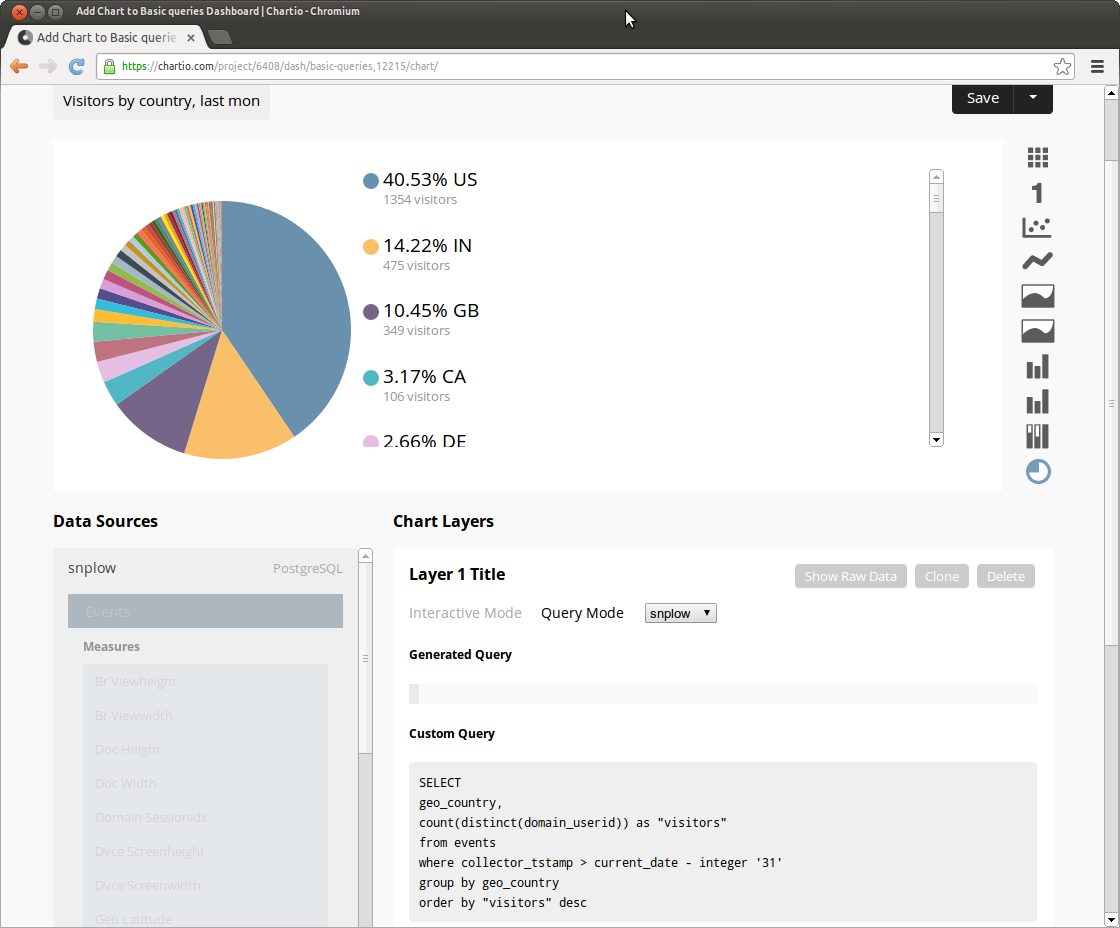 Add Chart to Basic queries Dashboard | Chartio - Chromium
Add Chart to Basic querie
https://chartio.com/project/6408/dash/basic-queries,12215/chart/
Visitors by country, last mon
Save
40.53% US
1354 visitors
14.22% IN
475 visitors
10.45% GB
349 visitors
3.17% CA
106 visitors
2.66% DE
1
Data Sources
Chart Layers
snplow PostgreSQL
Events
Measures
Br Viewheight
Br Viewwidth
Doc Height
Doc Width
Domain Sessionidx
Dvce Screenheight
Dvce Screenwidth
Geo Latitude
Layer 1 Title
Show Raw Data Clone Delete
Interactive Mode Query Mode snplow
Generated Query
Custom Query
SELECT
geo_country,
count(distinct(domain_userid)) as "visitors"
from events
where collector_tstamp > current_date - integer '31'
group by geo_country
order by "visitors" desc